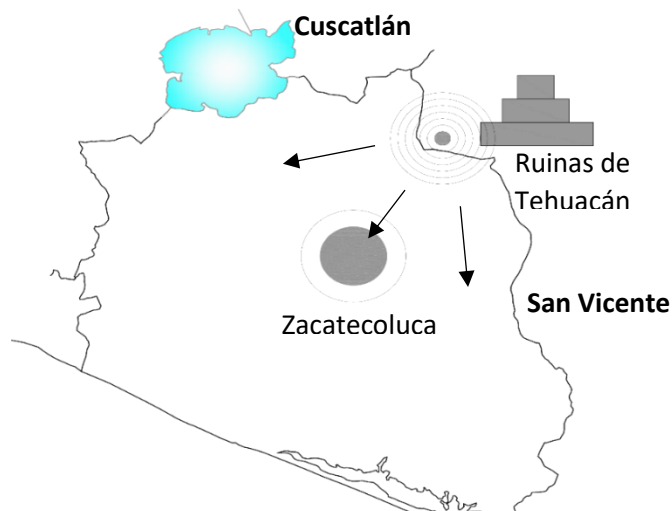 Cuscatlán
Ruinas de
Tehuacán
San Vicente
Zacatecoluca